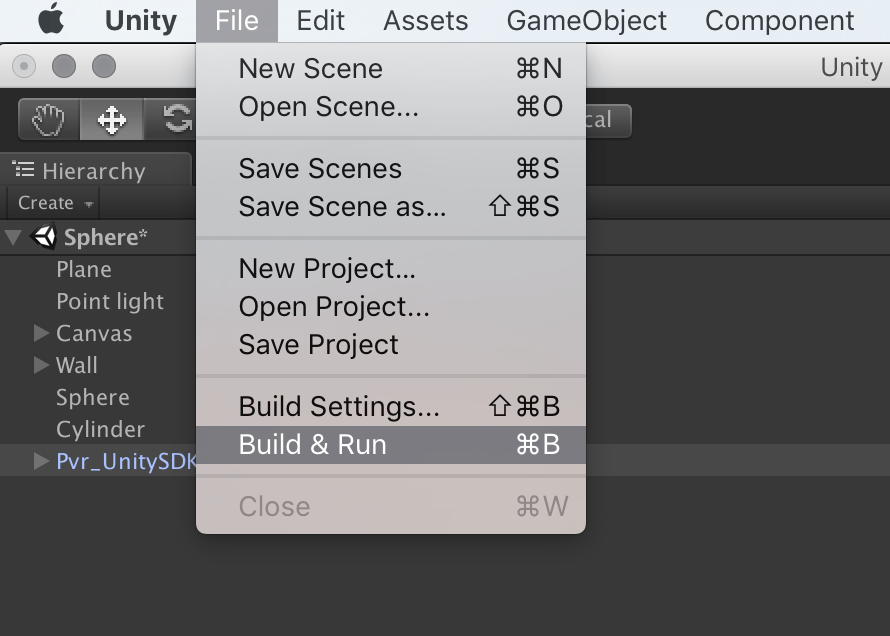 Unity File Edit Assets GameObject Component
Unity
New Scene ⌘N
Open Scene... ⌘O
Save Scenes ⌘S
Save Scene as... ⇧⌘S
New Project...
Open Project...
Save Project
Build Settings... ⇧⌘B
Build & Run ⌘B
Close ⌘W
cal
Hierarchy
Create
Sphere*
Plane
Point light
Canvas
Wall
Sphere
Cylinder
Pvr_UnitySDK